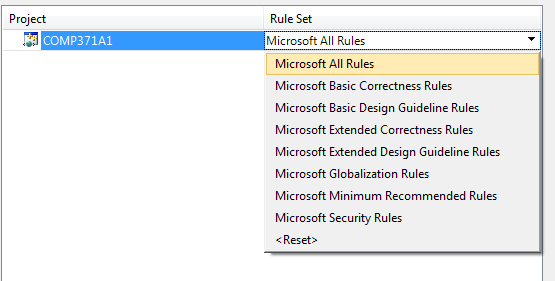 Project Rule Set
COMP371A1 Microsoft All Rules
Microsoft All Rules
Microsoft Basic Correctness Rules
Microsoft Basic Design Guideline Rules
Microsoft Extended Correctness Rules
Microsoft Extended Design Guideline Rules
Microsoft Globalization Rules
Microsoft Minimum Recommended Rules
Microsoft Security Rules
<Reset>